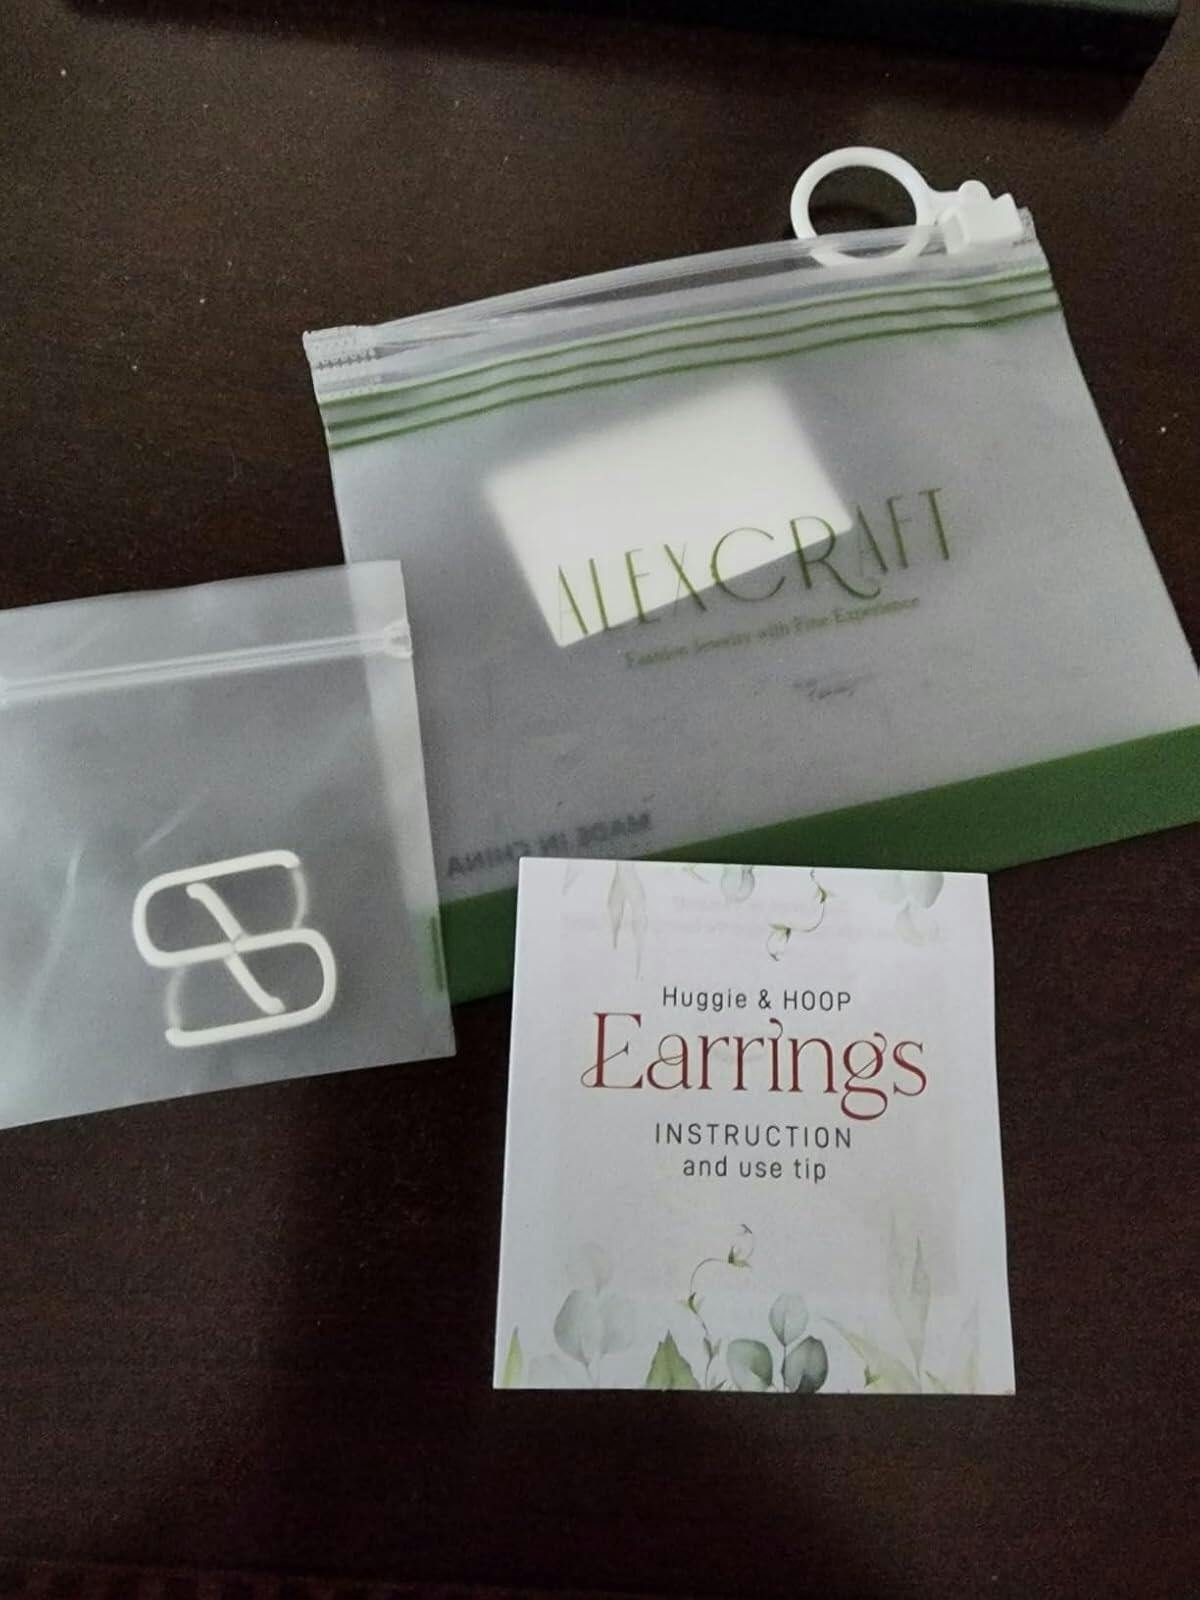 ALEXCRAFT
Fashion Jewelry with Fine Experience
MADE IN CHINA
Huggie & HOOP
Earrings
INSTRUCTION
and use tip